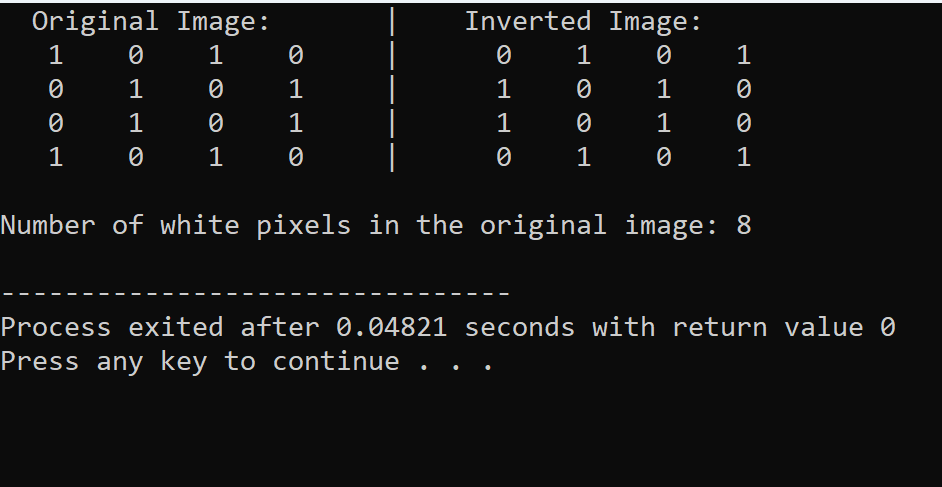 Original Image:       |    Inverted Image:
1    0    1    0     |      0    1    0    1
0    1    0    1     |      1    0    1    0
0    1    0    1     |      1    0    1    0
1    0    1    0     |      0    1    0    1
Number of white pixels in the original image: 8
--------------------------------
Process exited after 0.04821 seconds with return value 0
Press any key to continue . . .